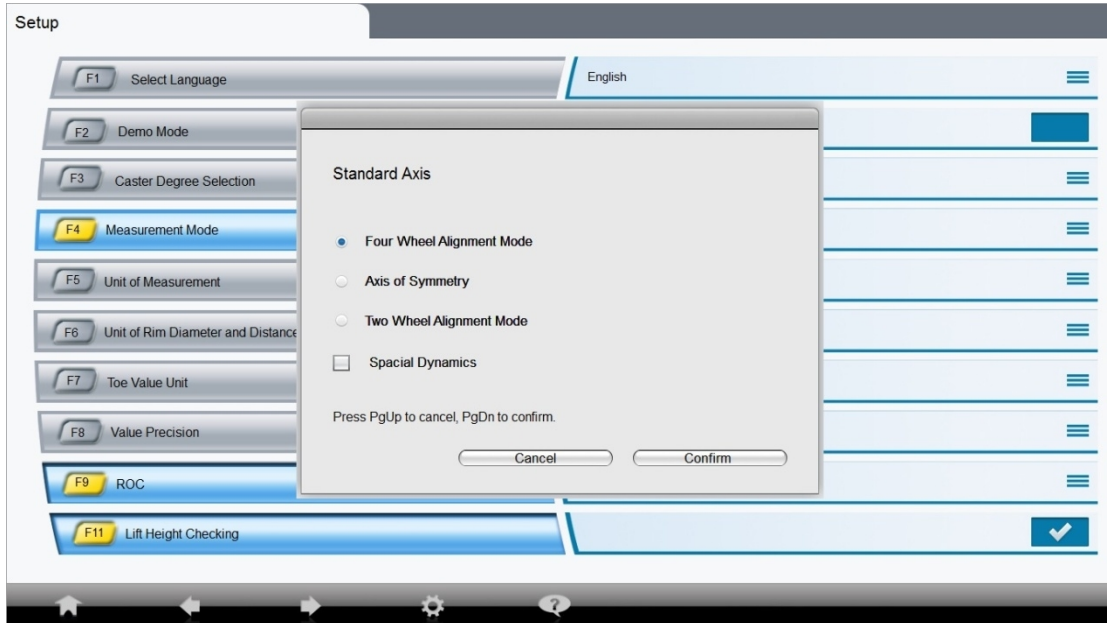 Setup
F1 Select Language English
F2 Demo Mode
F3 Caster Degree Selection
F4 Measurement Mode
F5 Unit of Measurement
F6 Unit of Rim Diameter and Distance
F7 Toe Value Unit
F8 Value Precision
F9 ROC
F11 Lift Height Checking
Standard Axis
Four Wheel Alignment Mode
Axis of Symmetry
Two Wheel Alignment Mode
Spacial Dynamics
Press PgUp to cancel, PgDn to confirm.
Cancel Confirm
?